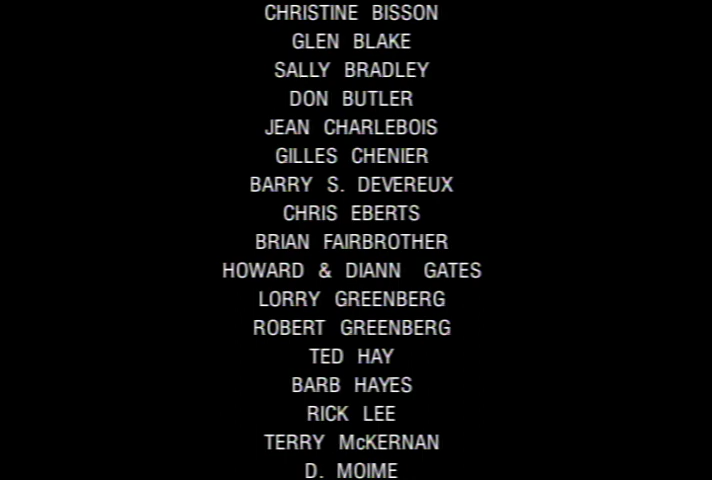 CHRISTINE BISSON
GLEN BLAKE
SALLY BRADLEY
DON BUTLER
JEAN CHARLEBOIS
GILLES CHENIER
BARRY S. DEVEREUX
CHRIS EBERTS
BRIAN FAIRBROTHER
HOWARD & DIANN GATES
LORRY GREENBERG
ROBERT GREENBERG
TED HAY
BARB HAYES
RICK LEE
TERRY McKERNAN
D. MOIME